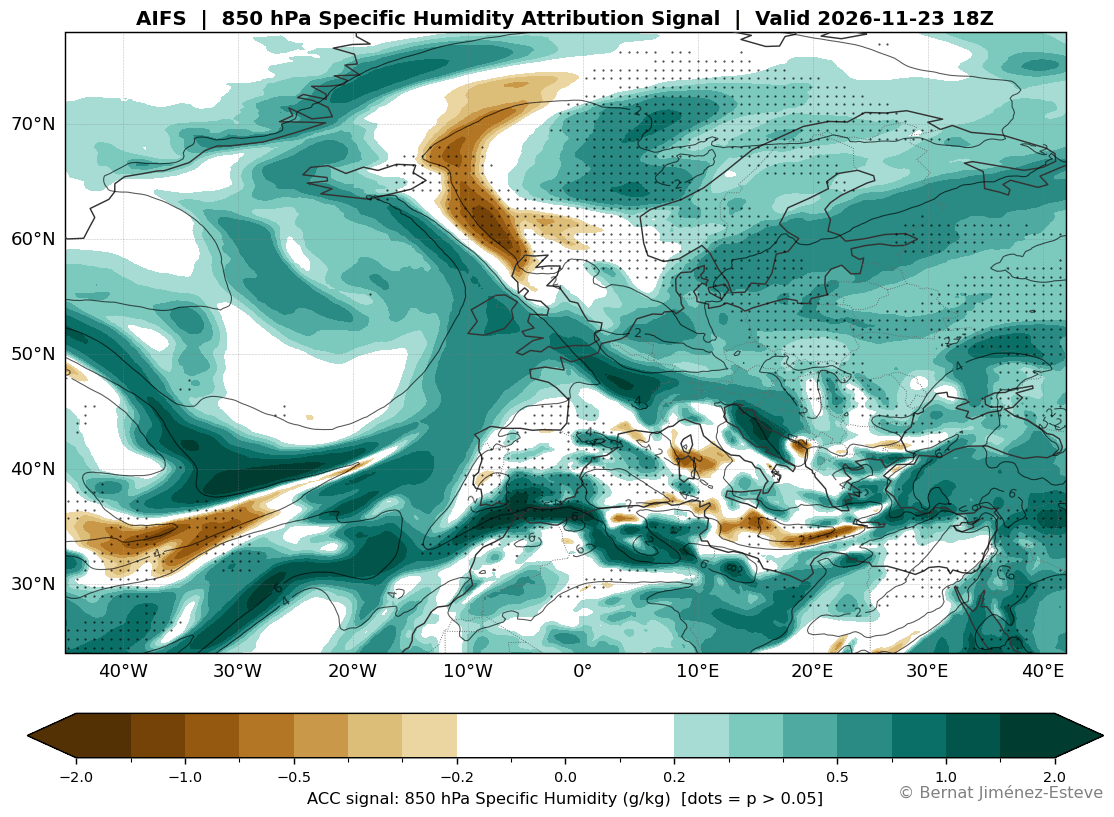 AIFS | 850 hPa Specific Humidity Attribution Signal | Valid 2026-11-23 18Z
70°N
60°N
50°N
40°N
30°N
40°W 30°W 20°W 10°W 0° 10°E 20°E 30°E 40°E
−2.0 −1.0 −0.5 −0.2 0.0 0.2 0.5 1.0 2.0
ACC signal: 850 hPa Specific Humidity (g/kg) [dots = p > 0.05]
© Bernat Jiménez-Esteve